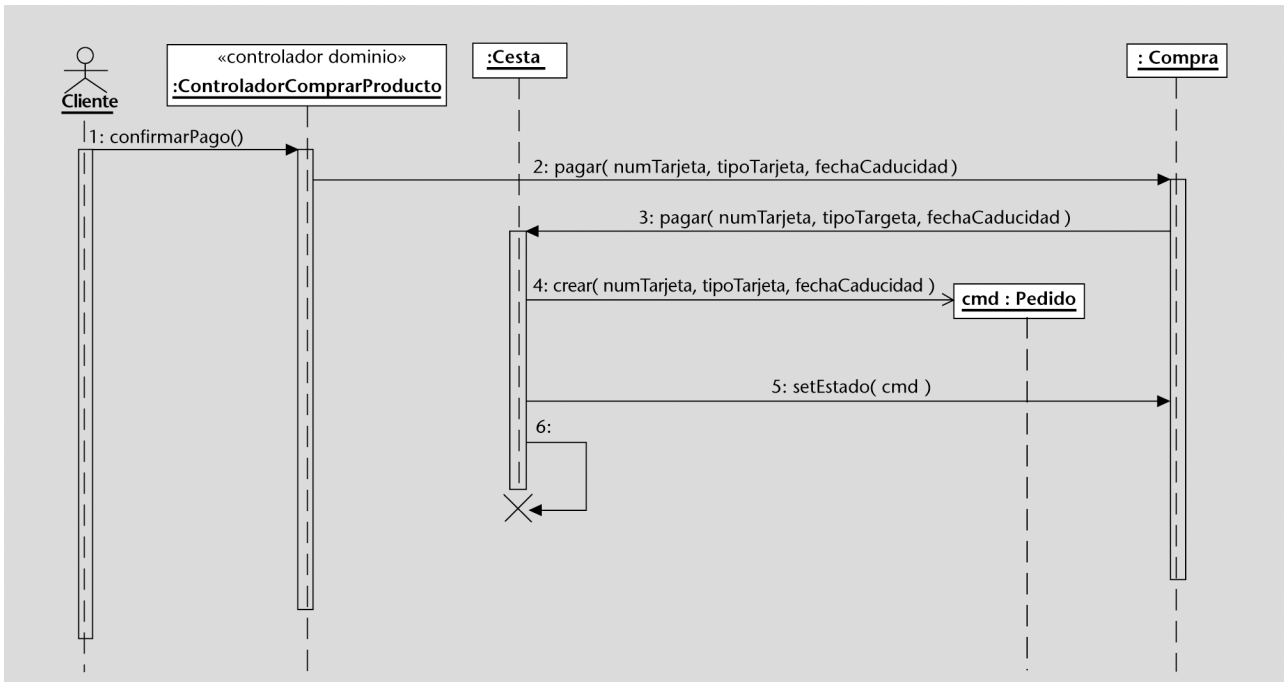 «controlador dominio»
:ControladorComprarProducto
:Cesta
: Compra
Cliente
1: confirmarPago()
2: pagar( numTarjeta, tipoTarjeta, fechaCaducidad )
3: pagar( numTarjeta, tipoTargeta, fechaCaducidad )
4: crear( numTarjeta, tipoTarjeta, fechaCaducidad )
cmd : Pedido
5: setEstado( cmd )
6: